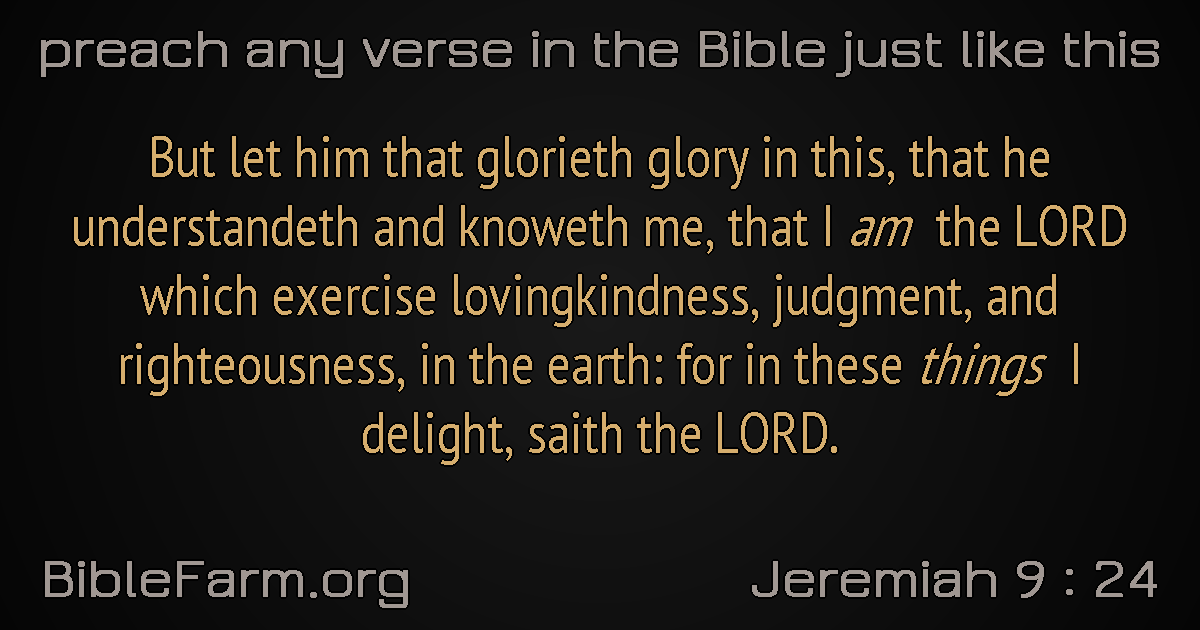 preach any verse in the Bible just like this
But let him that glorieth glory in this, that he
understandeth and knoweth me, that I am the LORD
which exercise lovingkindness, judgment, and
righteousness, in the earth: for in these things I
delight, saith the LORD.
BibleFarm.org
Jeremiah 9 : 24